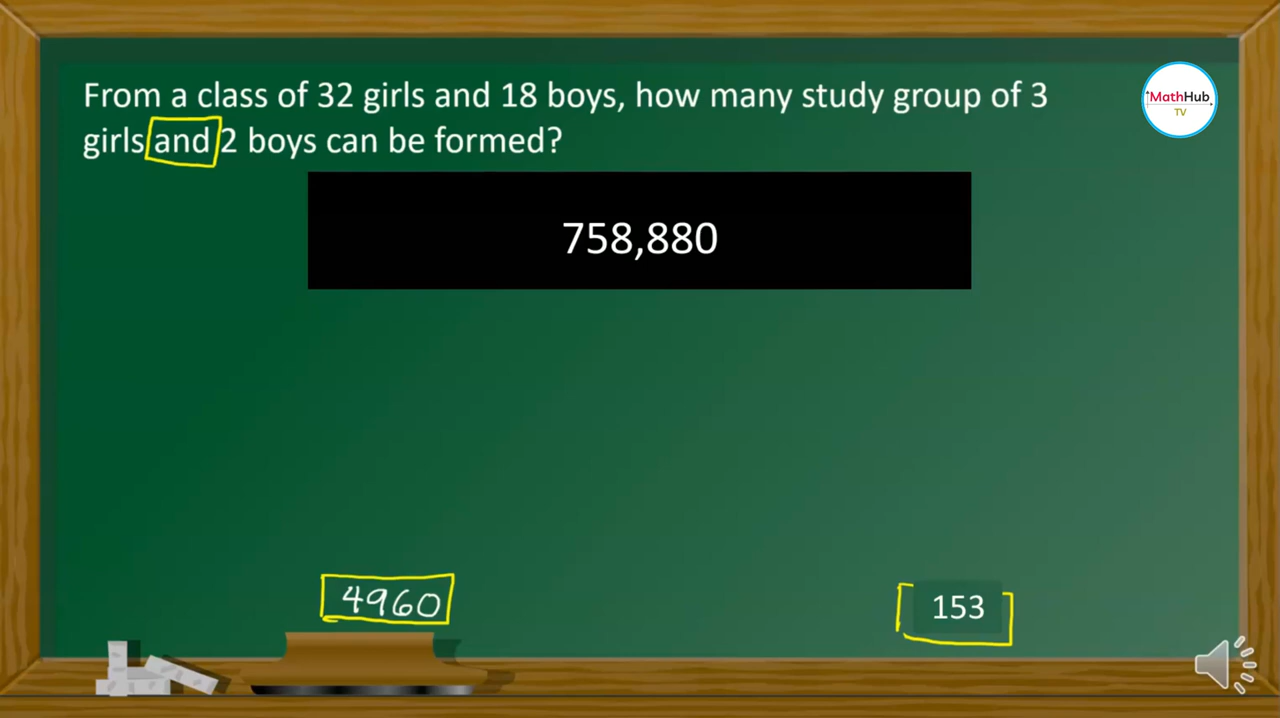 From a class of 32 girls and 18 boys, how many study group of 3
girls and 2 boys can be formed?
MathHub
TV
758,880
4960
153